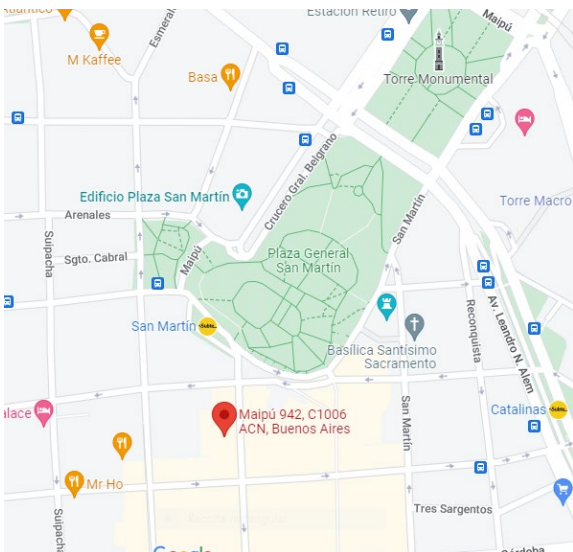 Estación Retiro
Maipú
Esmeral
M Kaffee
Basa
Torre Monumental
Crucero Gral. Belgrano
Edificio Plaza San Martín
Arenales
San Martín
Torre Macro
Suipacha
Sgto. Cabral
Maipú
Plaza General
San Martín
San Martín
Basílica Santísimo
Sacramento
Reconquista
Av. Leandro N. Alem
Maipú 942, C1006
ACN, Buenos Aires
San Martín
Catalinas
alace
Mr Ho
Suipacha
Tres Sargentos
Google